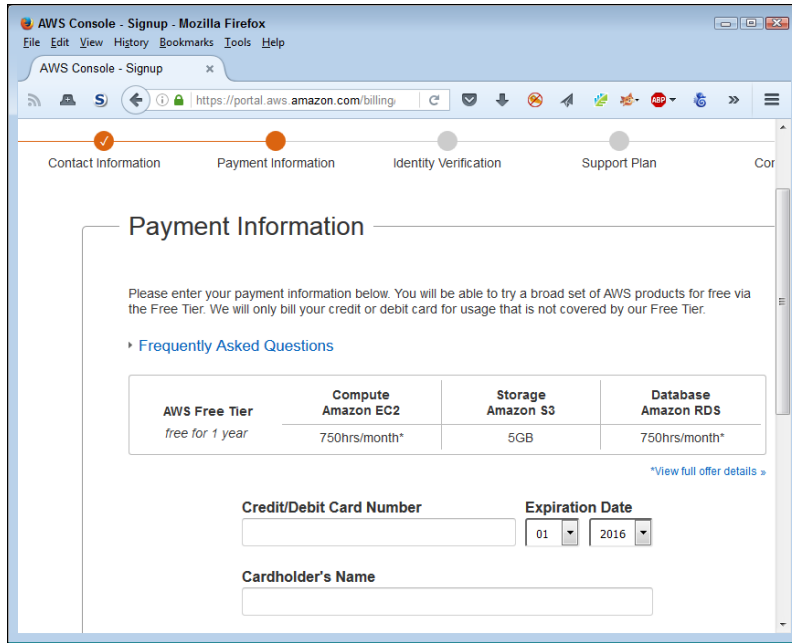 AWS Console - Signup - Mozilla Firefox
File Edit View History Bookmarks Tools Help
AWS Console - Signup
https://portal.aws.amazon.com/billing/
S)
ABP
Contact Information
Payment Information
Identity Verification
Support Plan
Cor
Payment Information
Please enter your payment information below. You will be able to try a broad set of AWS products for free via
the Free Tier. We will only bill your credit or debit card for usage that is not covered by our Free Tier.
Frequently Asked Questions
AWS Free Tier
free for 1 year
Compute
Amazon EC2
Storage
Amazon S3
Database
Amazon RDS
750hrs/month*
5GB
750hrs/month*
*View full offer details »
Credit/Debit Card Number
Expiration Date
01
2016
Cardholder's Name